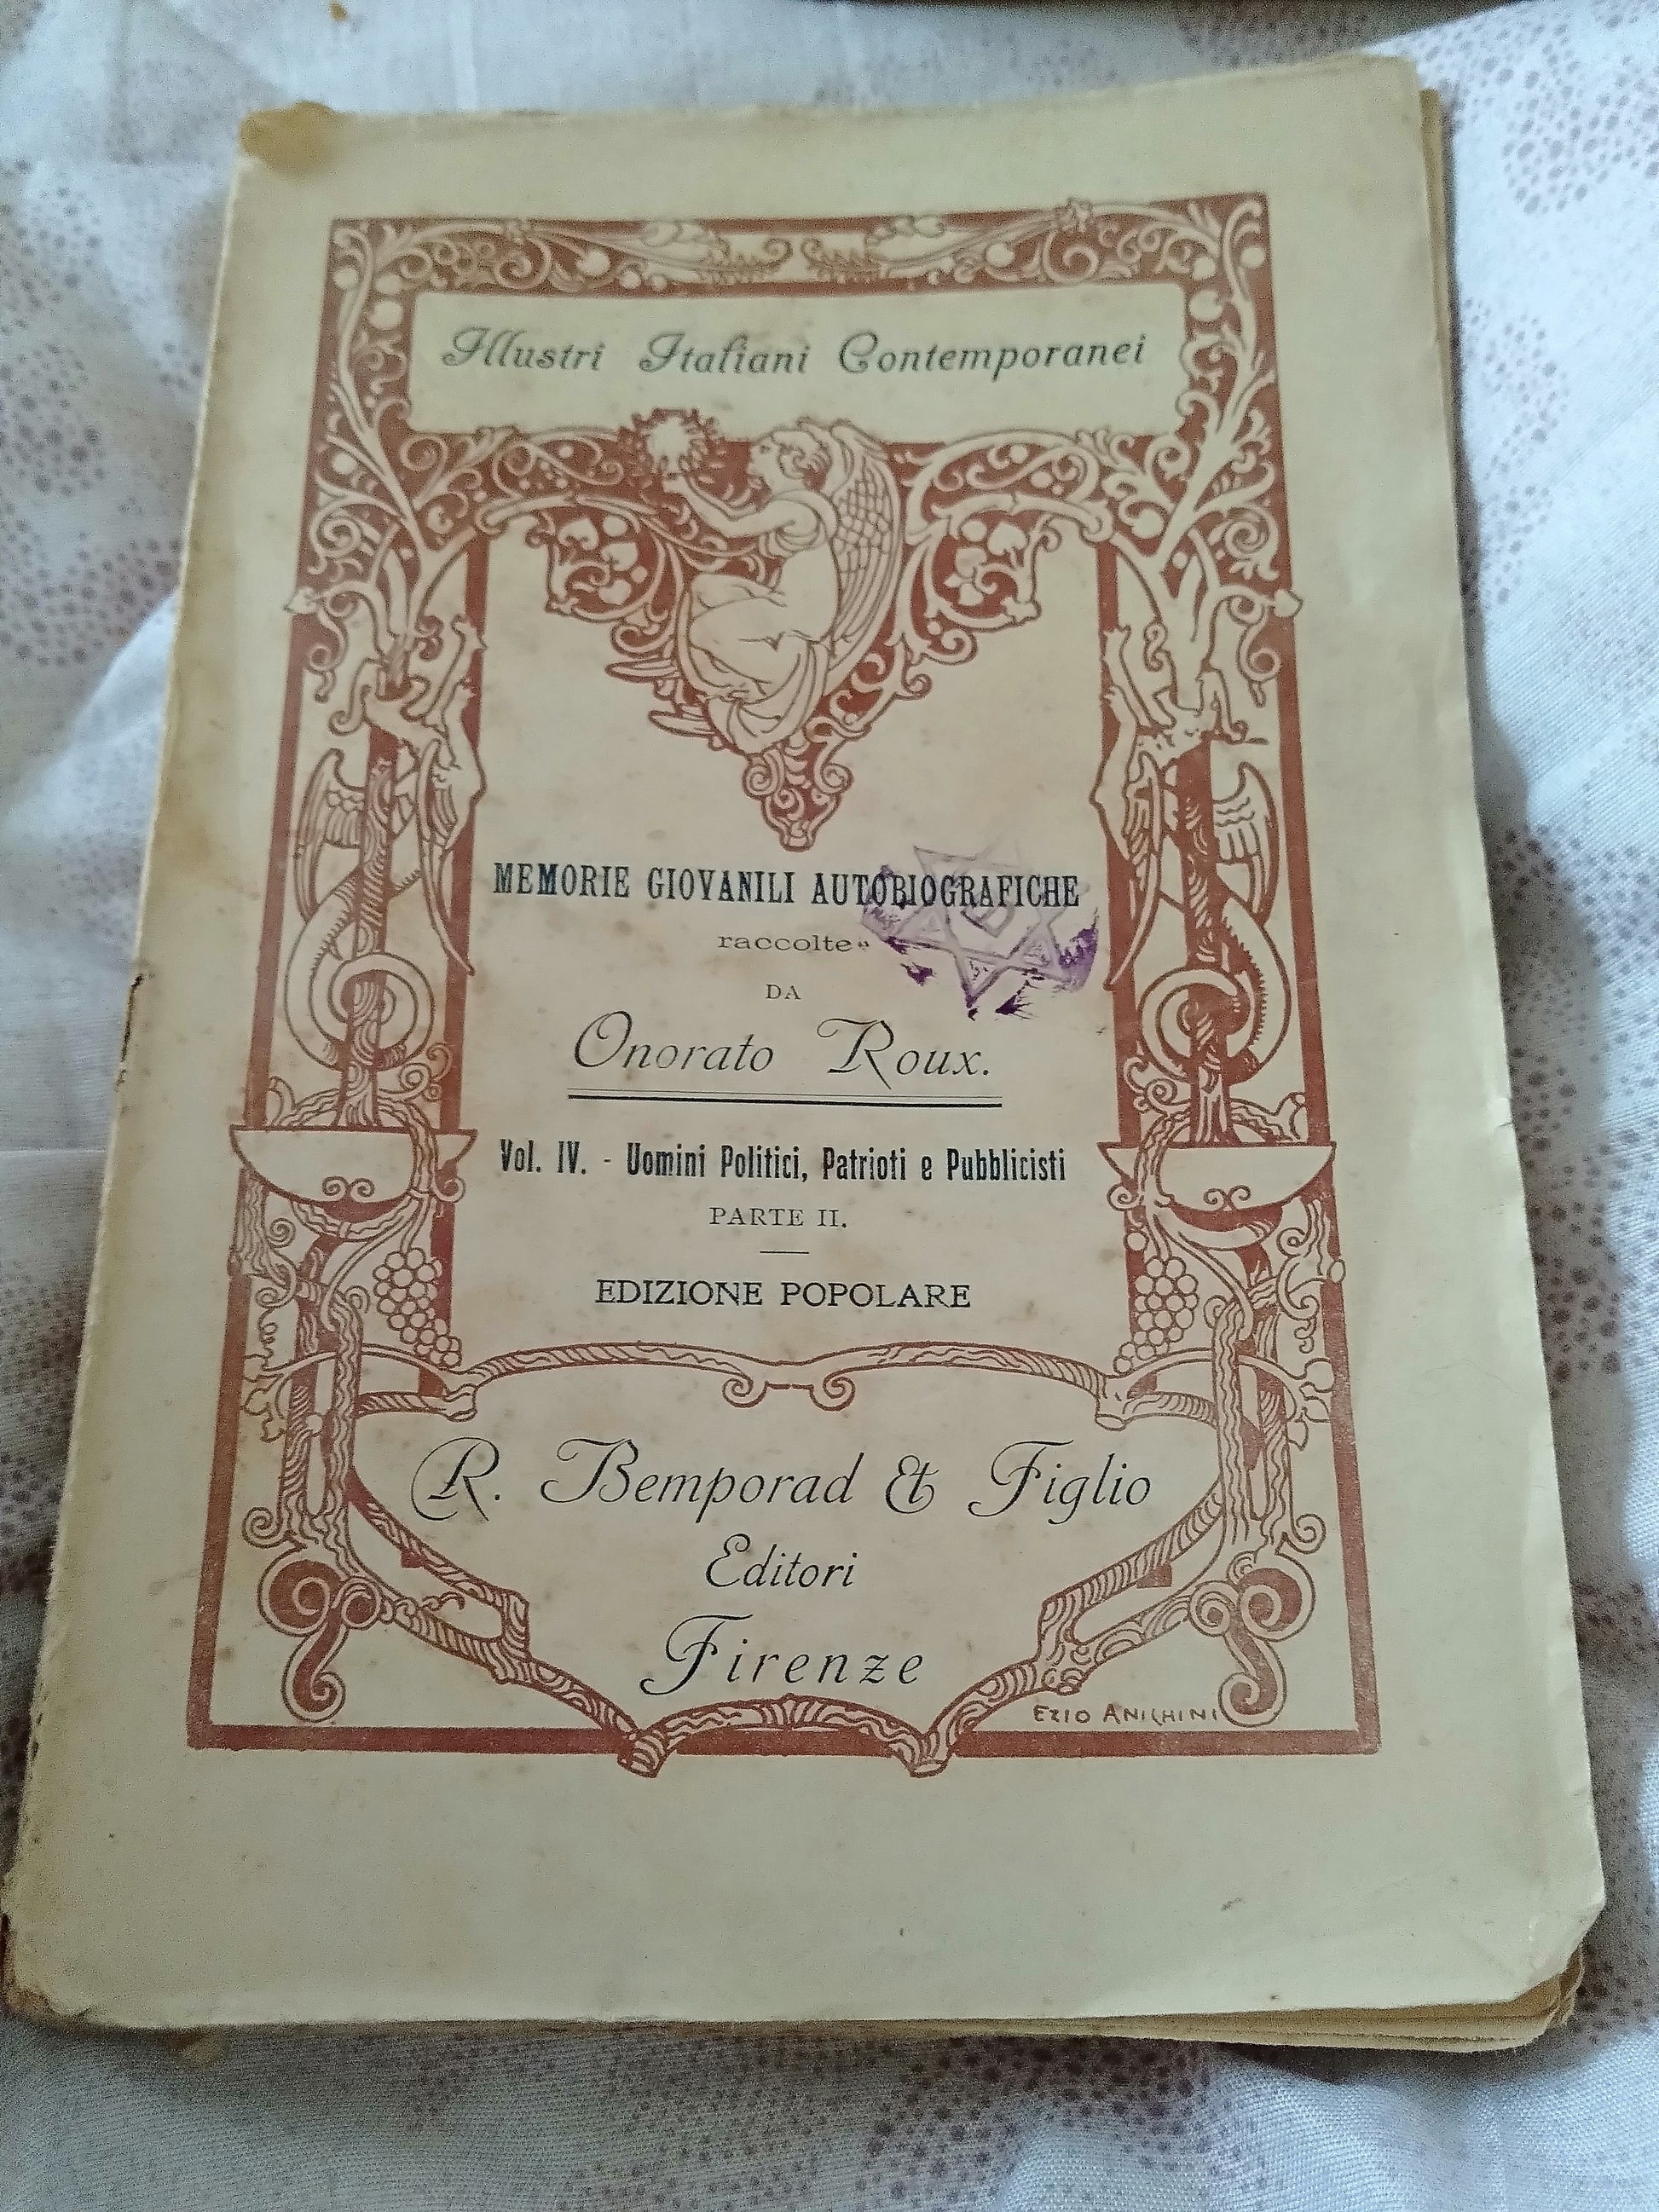 Illustri Italiani Contemporanei
MEMORIE GIOVANILI AUTOBIOGRAFICHE
raccolte
DA
Onorato Roux.
Vol. IV. - Uomini Politici, Patrioti e Pubblicisti
PARTE II.
EDIZIONE POPOLARE
R. Bemporad & Figlio
Editori
Firenze
EZIO ANICHINI